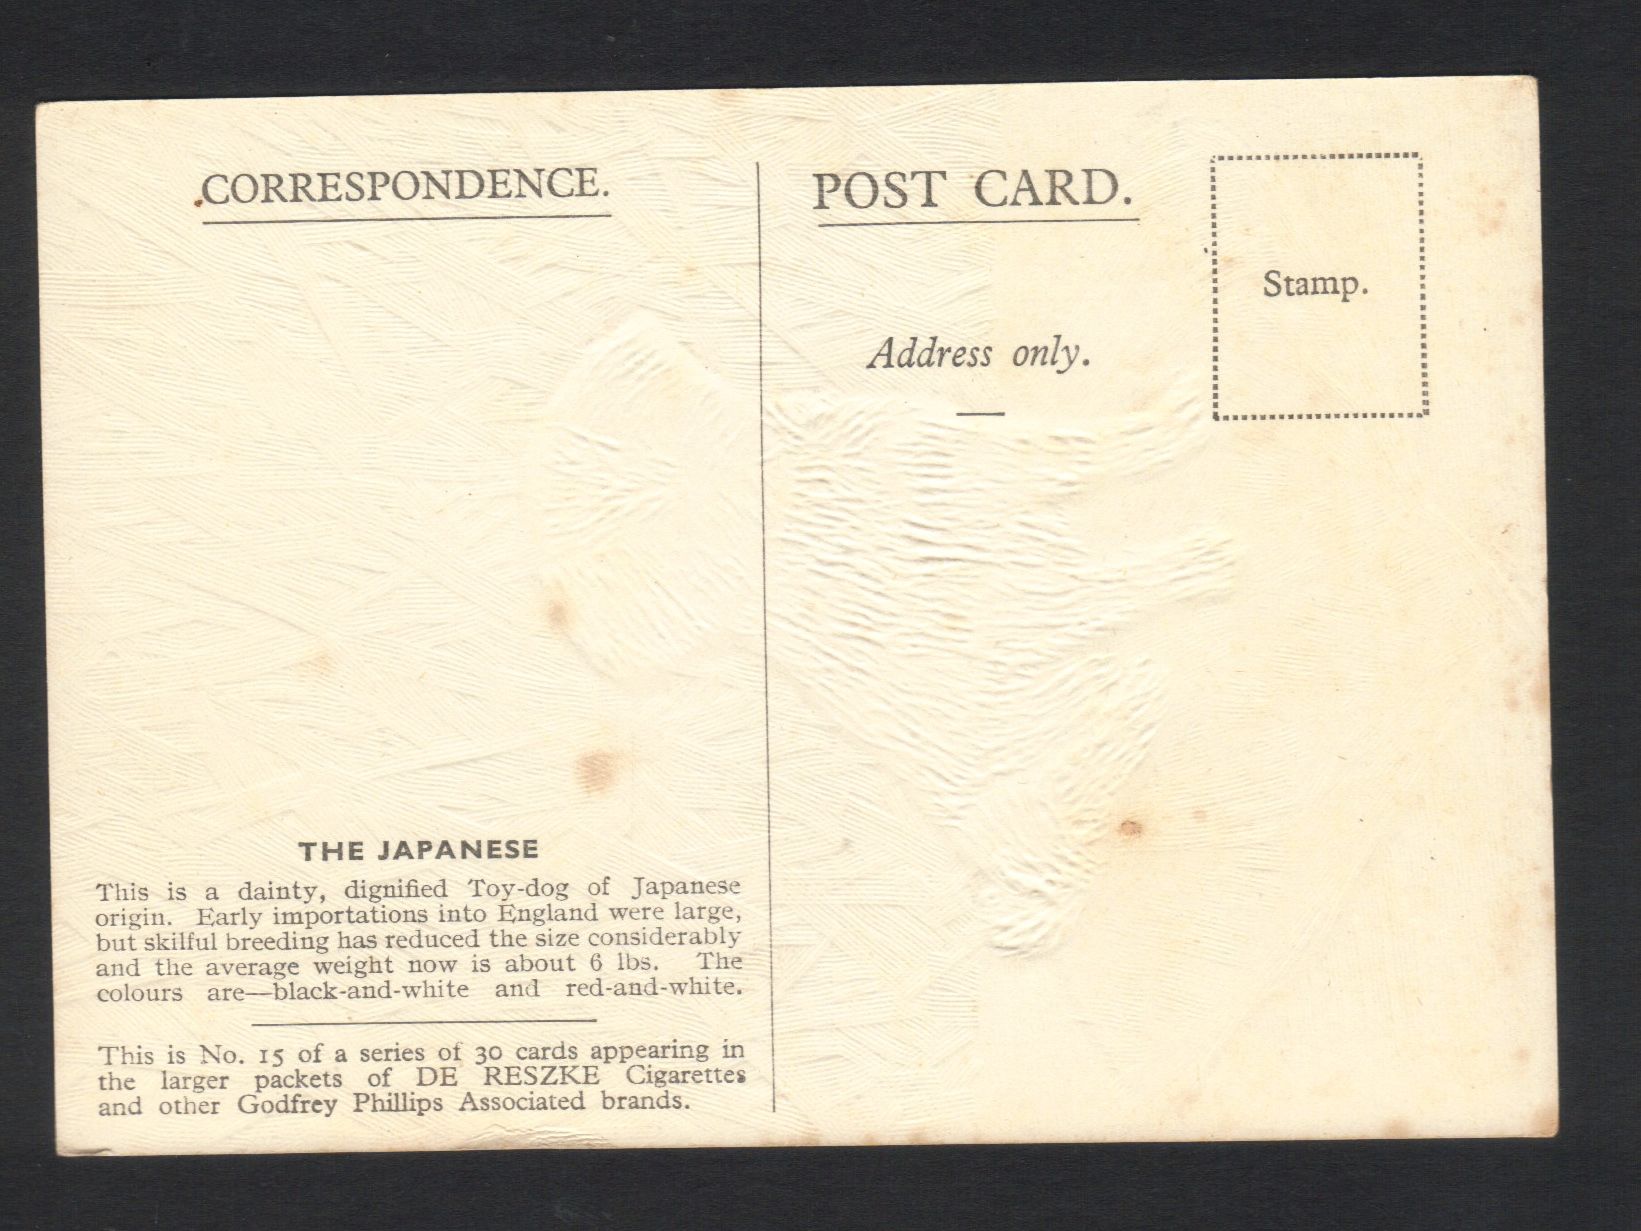 CORRESPONDENCE.
POST CARD.
Stamp.
Address only.
THE JAPANESE
This is a dainty, dignified Toy-dog of Japanese
origin. Early importations into England were large,
but skilful breeding has reduced the size considerably
and the average weight now is about 6 lbs. The
colours are—black-and-white and red-and-white.
This is No. 15 of a series of 30 cards appearing in
the larger packets of DE RESZKE Cigarettes
and other Godfrey Phillips Associated brands.